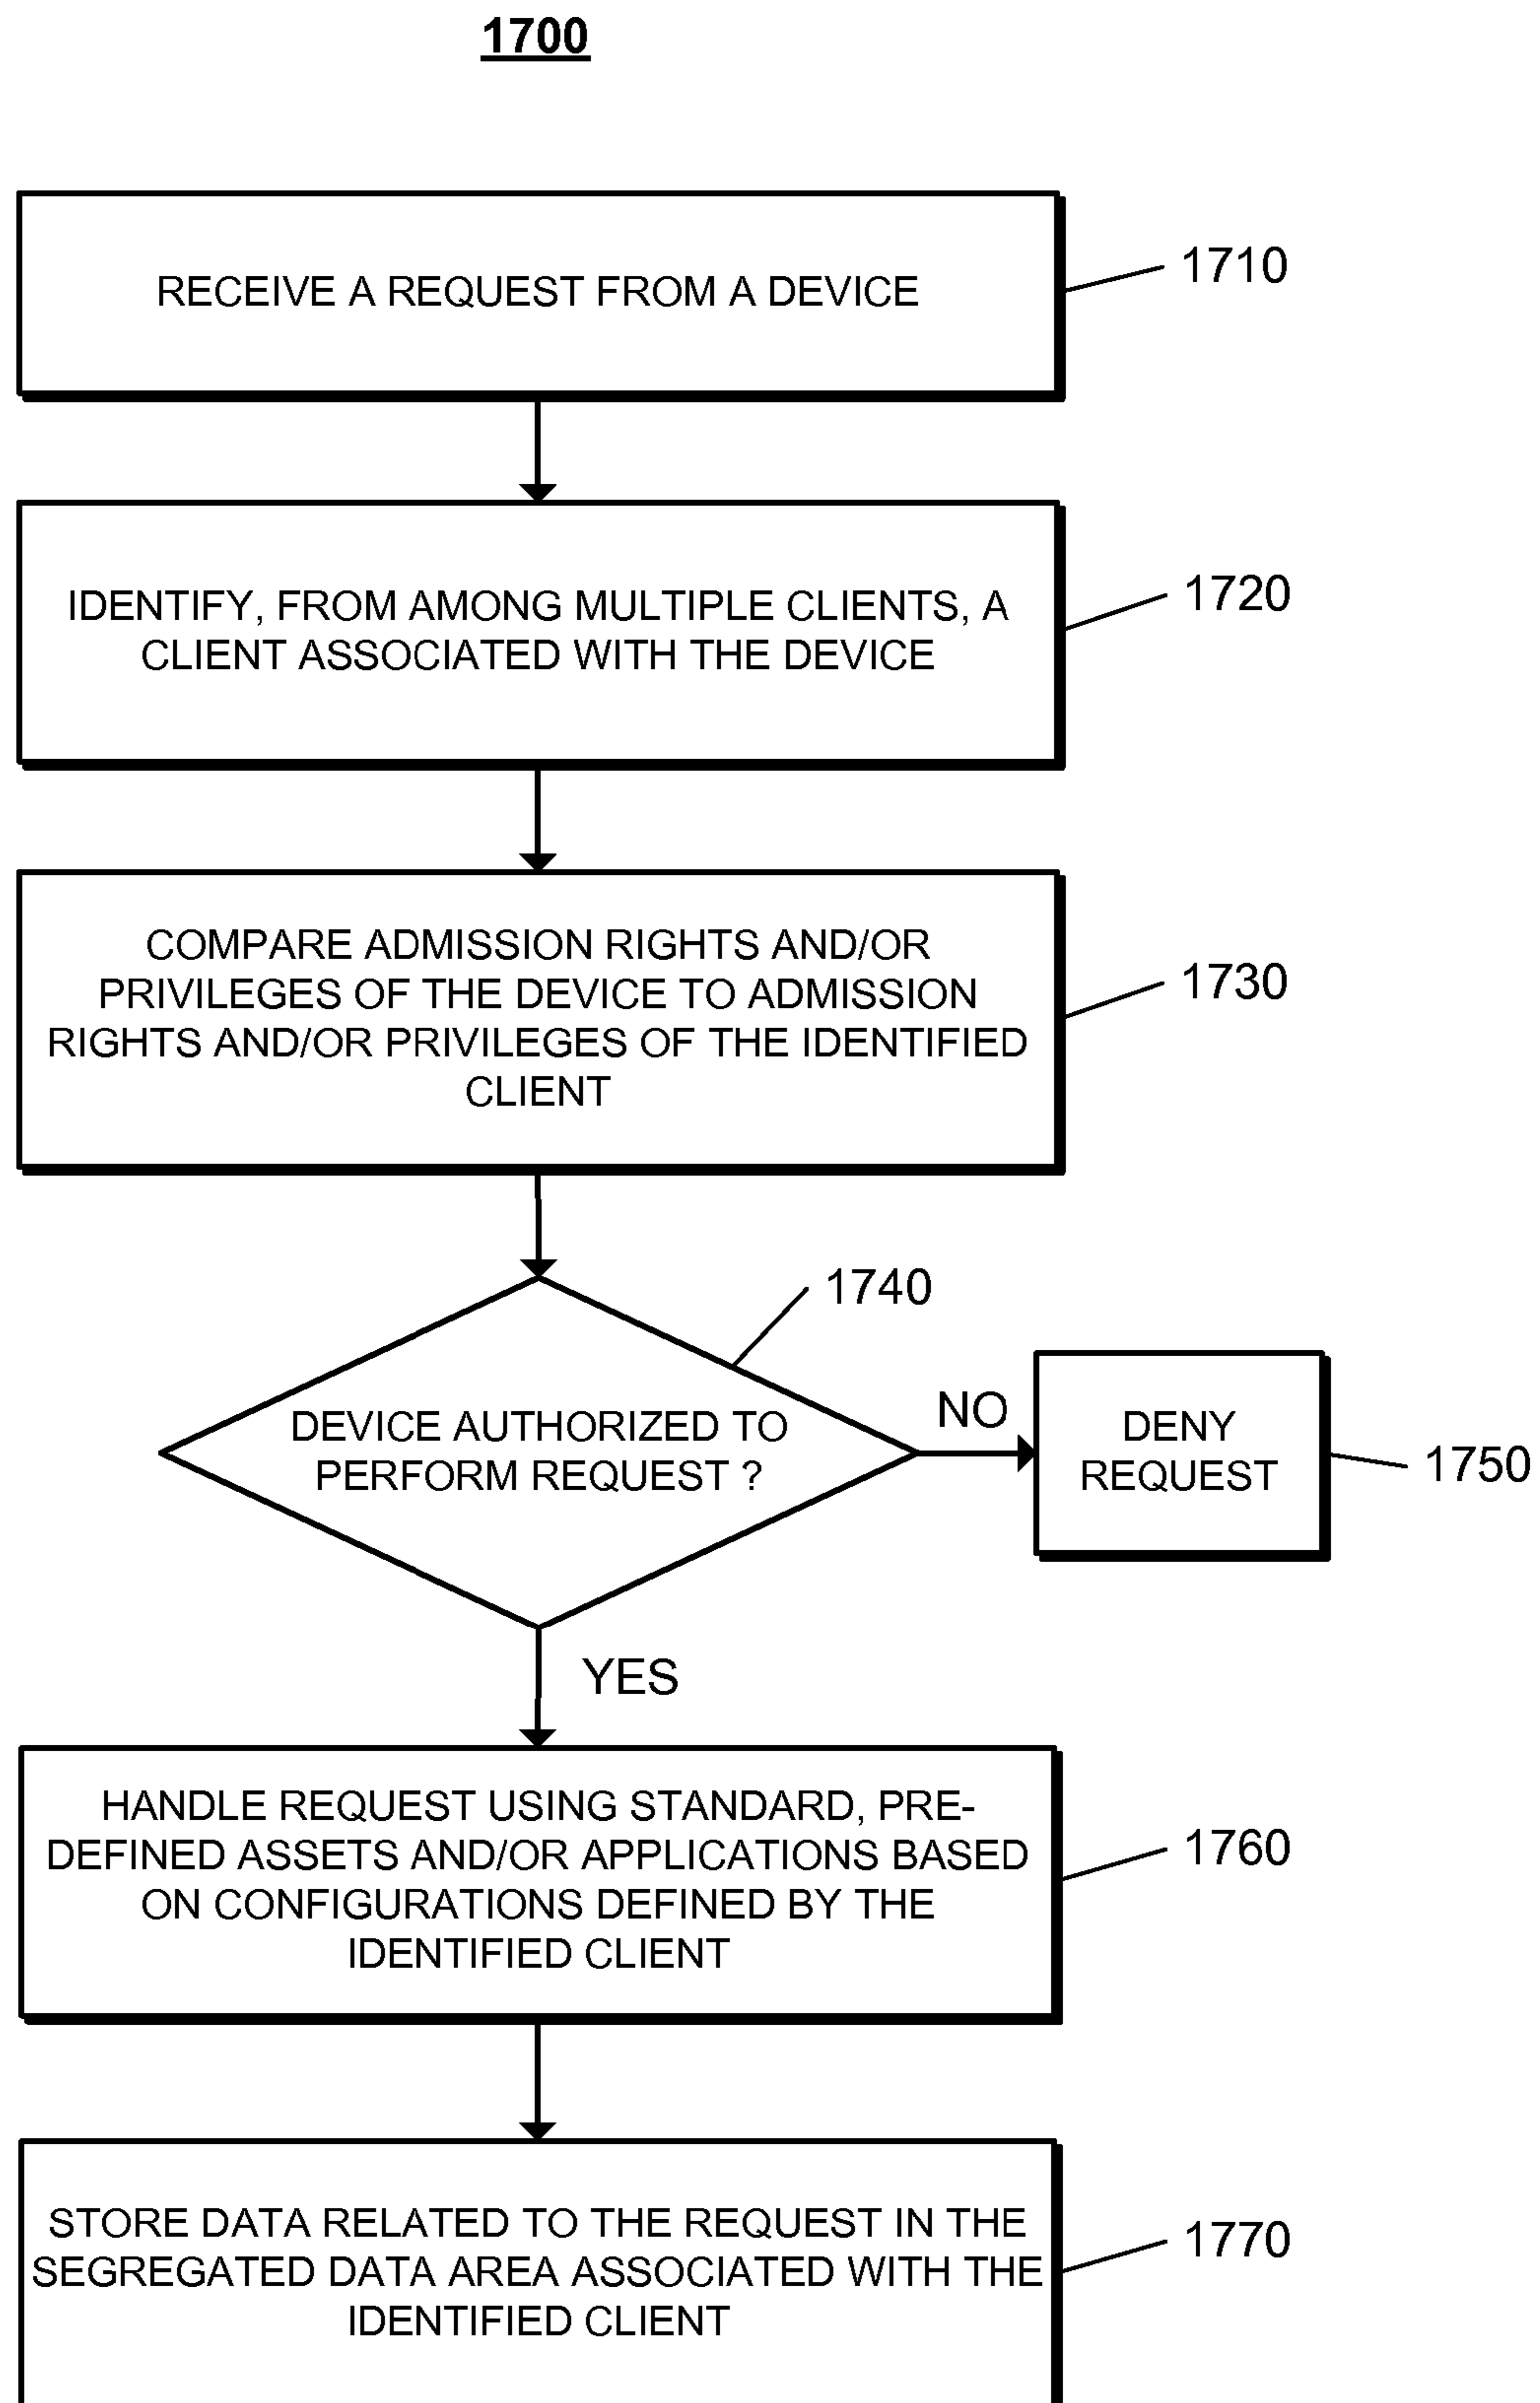 1700
RECEIVE A REQUEST FROM A DEVICE
1710
IDENTIFY, FROM AMONG MULTIPLE CLIENTS, A
CLIENT ASSOCIATED WITH THE DEVICE
1720
COMPARE ADMISSION RIGHTS AND/OR
PRIVILEGES OF THE DEVICE TO ADMISSION
RIGHTS AND/OR PRIVILEGES OF THE IDENTIFIED
CLIENT
1730
1740
DEVICE AUTHORIZED TO
PERFORM REQUEST ?
NO
DENY
REQUEST
1750
YES
HANDLE REQUEST USING STANDARD, PRE-
DEFINED ASSETS AND/OR APPLICATIONS BASED
ON CONFIGURATIONS DEFINED BY THE
IDENTIFIED CLIENT
1760
STORE DATA RELATED TO THE REQUEST IN THE
SEGREGATED DATA AREA ASSOCIATED WITH THE
IDENTIFIED CLIENT
1770